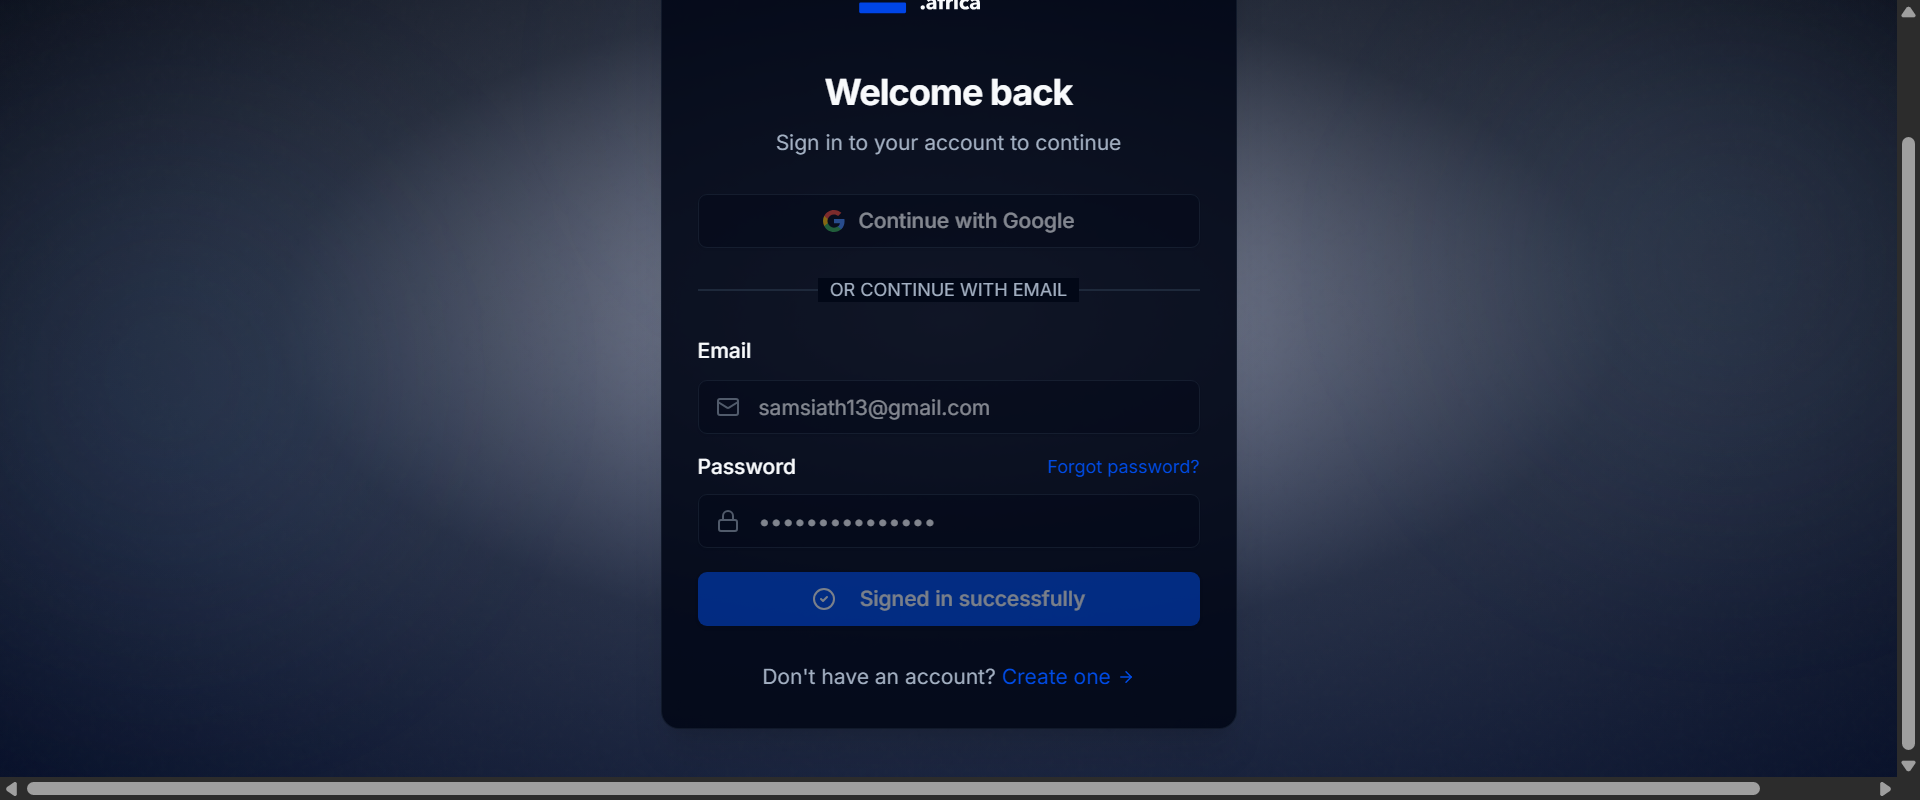 .africa
Welcome back
Sign in to your account to continue
Continue with Google
OR CONTINUE WITH EMAIL
Email
samsiath13@gmail.com
Password
Forgot password?
•••••••••••••••
Signed in successfully
Don't have an account? Create one →